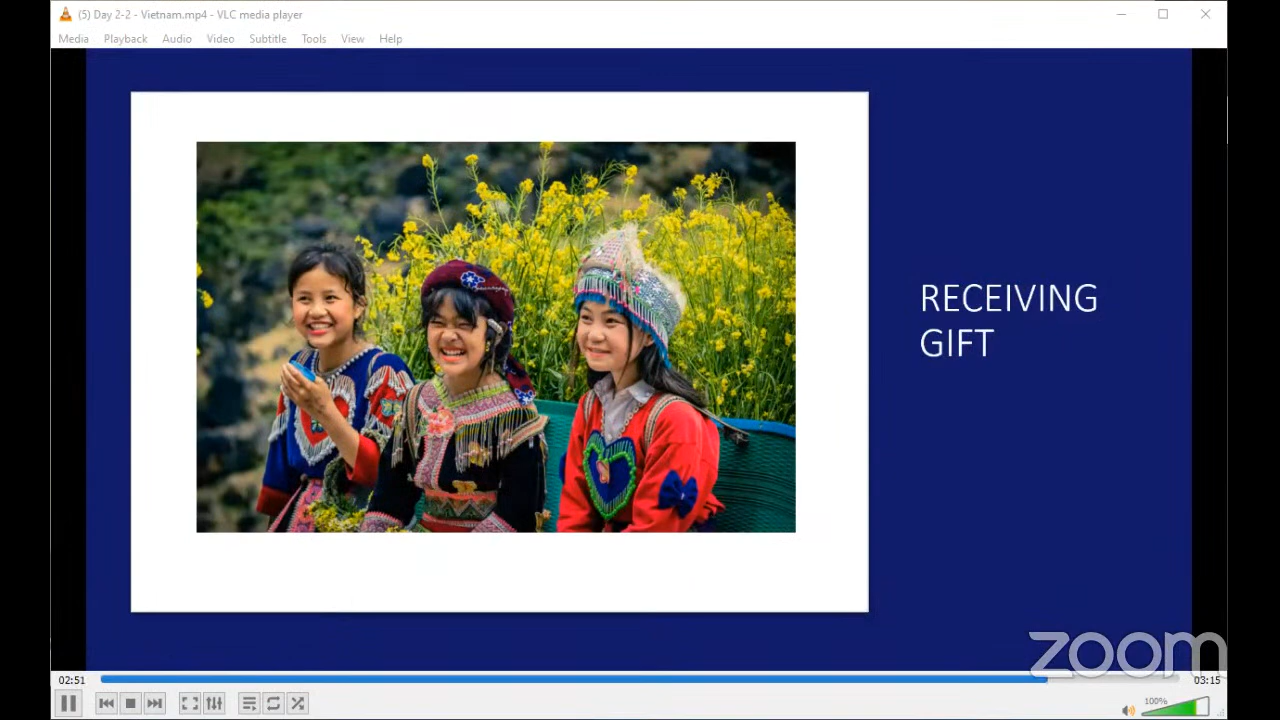 (5) Day 2-2 - Vietnam.mp4 - VLC media player
Media Playback Audio Video Subtitle Tools View Help
RECEIVING
GIFT
zoom
02:51
03:15
100%